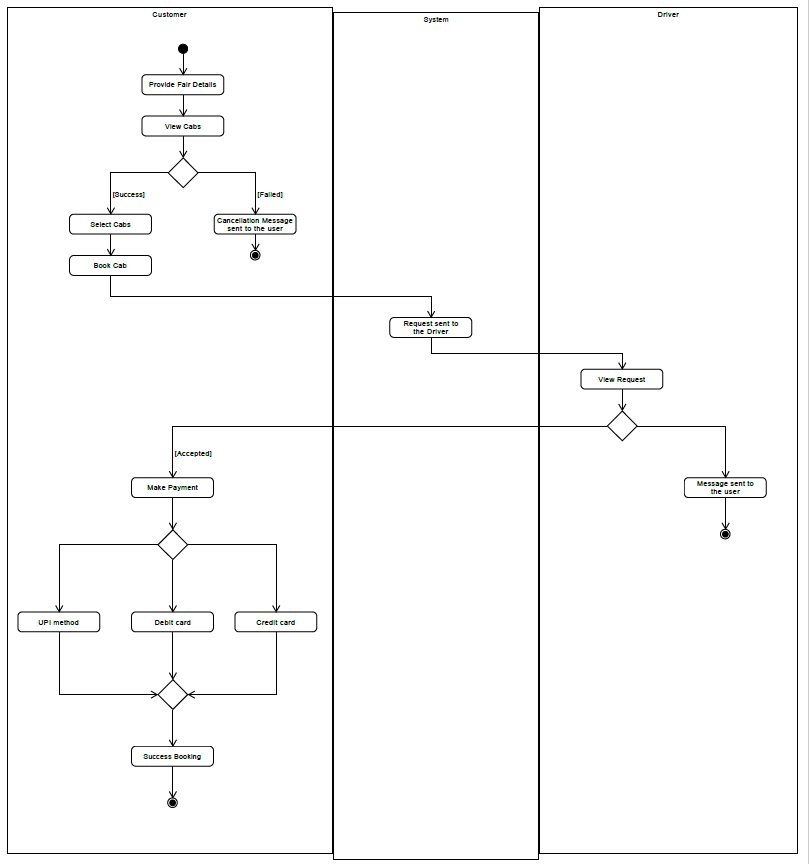 Customer
System
Driver
Provide Fair Details
View Cabs
[Success]
[Failed]
Select Cabs
Cancellation Message
sent to the user
Book Cab
Request sent to
the Driver
View Request
[Accepted]
Make Payment
Message sent to
the user
UPI method
Debit card
Credit card
Success Booking